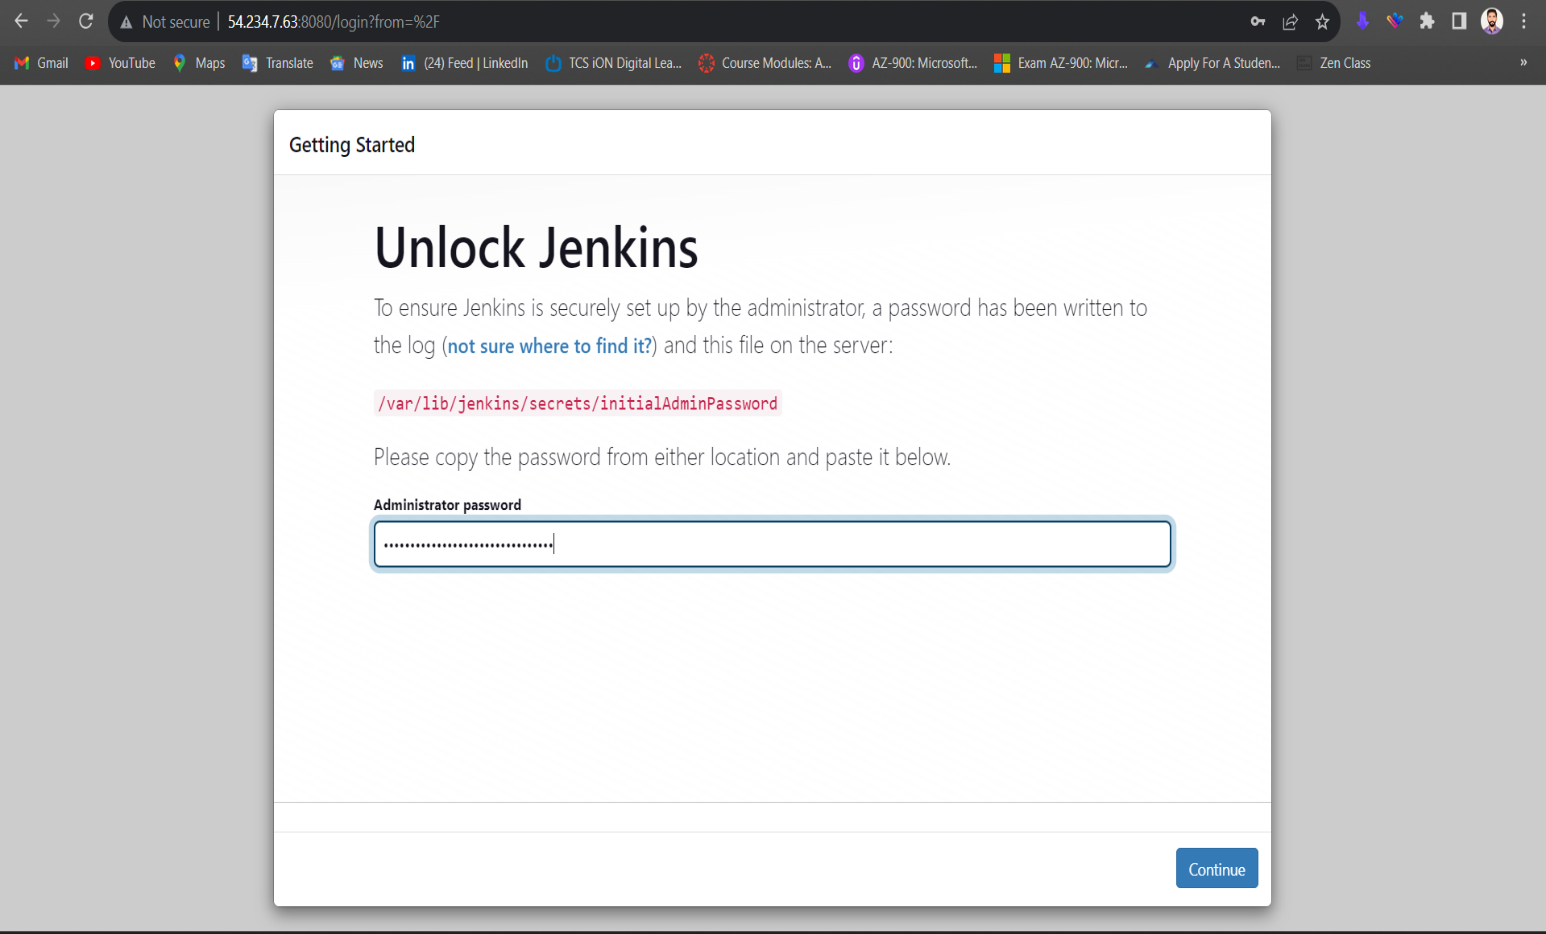 Not secure 54.234.7.63:8080/login?from=%2F
Gmail YouTube Maps Translate News (24) Feed | LinkedIn TCS iON Digital Lea... Course Modules: A... AZ-900: Microsoft... Exam AZ-900: Micr... Apply For A Studen... Zen Class »
Getting Started
Unlock Jenkins
To ensure Jenkins is securely set up by the administrator, a password has been written to
the log (not sure where to find it?) and this file on the server:
/var/lib/jenkins/secrets/initialAdminPassword
Please copy the password from either location and paste it below.
Administrator password
••••••••••••••••••••••••••••••••
Continue